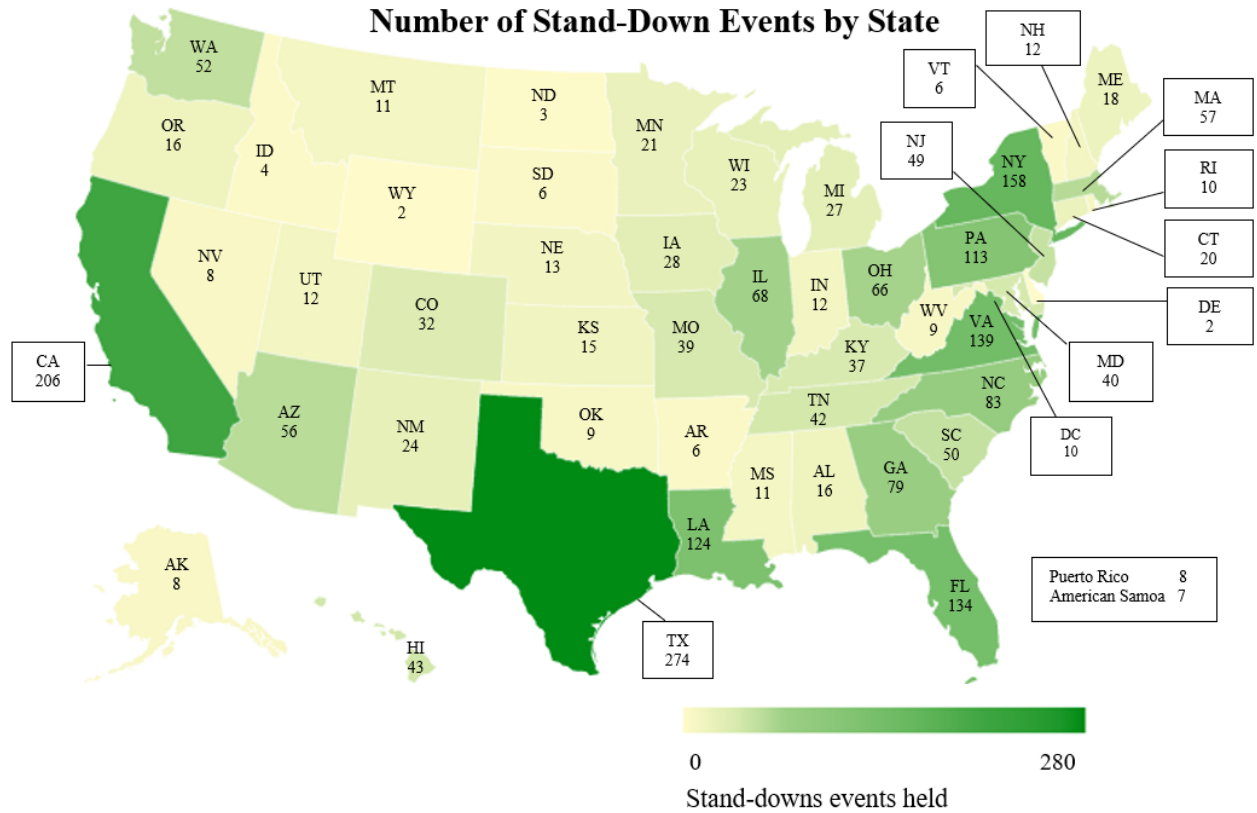 Number of Stand-Down Events by State
WA
52
OR
16
ID
4
MT
11
ND
3
SD
6
WY
2
NE
13
MN
21
WI
23
MI
27
IA
28
NV
8
UT
12
CO
32
KS
15
MO
39
IL
68
IN
12
OH
66
KY
37
WV
9
PA
113
NY
158
VT
6
NH
12
ME
18
MA
57
NJ
49
RI
10
CT
20
DE
2
MD
40
DC
10
VA
139
NC
83
TN
42
SC
50
GA
79
AL
16
MS
11
AR
6
OK
9
LA
124
FL
134
CA
206
AZ
56
NM
24
TX
274
AK
8
HI
43
Puerto Rico 8
American Samoa 7
0 280
Stand-downs events held